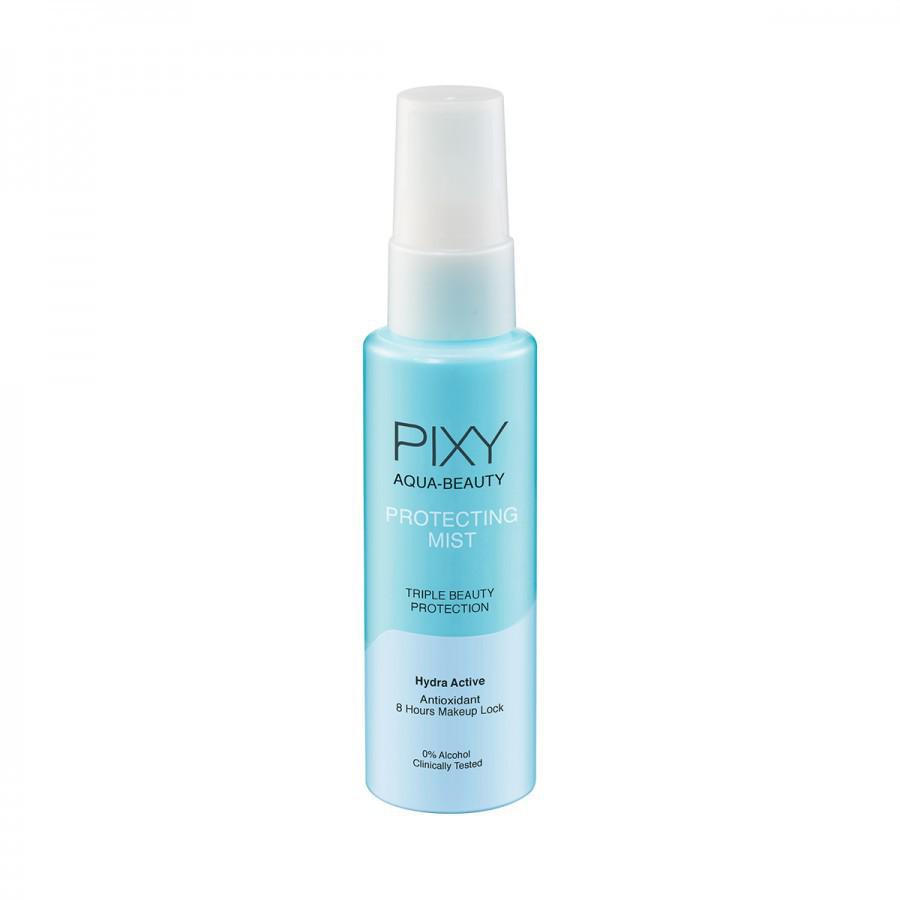 PIXY
AQUA-BEAUTY
PROTECTING
MIST
TRIPLE BEAUTY
PROTECTION
Hydra Active
Antioxidant
8 Hours Makeup Lock
0% Alcohol
Clinically Tested